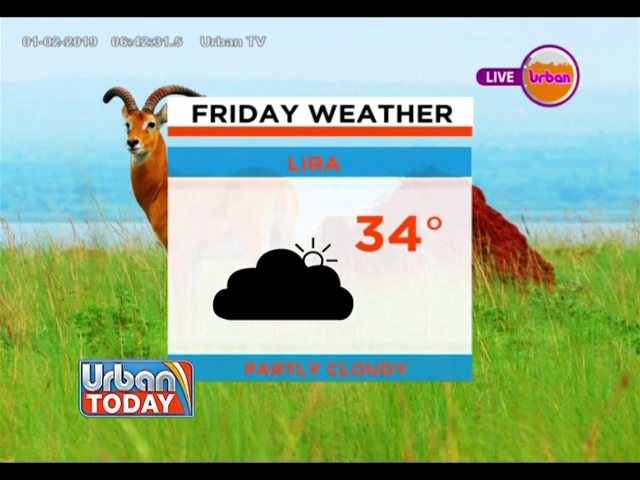 01-02-2019 06:42:31.5 Urban TV
LIVE urban
FRIDAY WEATHER
LIRA
34°
PARTLY CLOUDY
Urban
TODAY